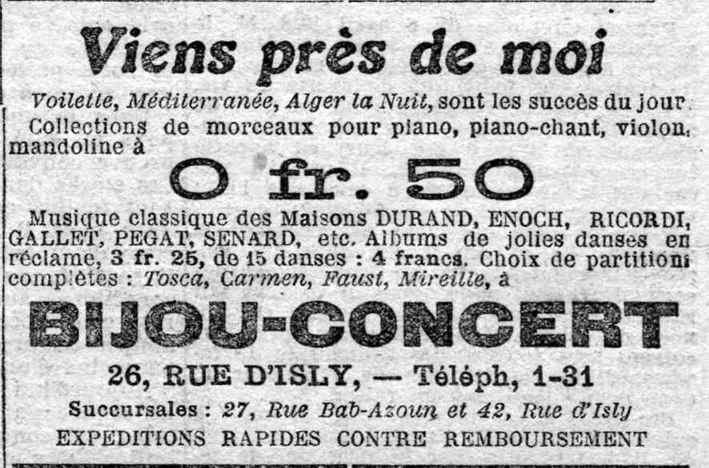 Viens près de moi
Voilette, Méditerranée, Alger la Nuit, sont les succès du jour.
Collections de morceaux pour piano, piano-chant, violon,
mandoline à
0 fr. 50
Musique classique des Maisons DURAND, ENOCH, RICORDI,
GALLET, PEGAT, SENARD, etc. Albums de jolies danses en
réclame, 3 fr. 25, de 15 danses : 4 francs. Choix de partitions
complètes : Tosca, Carmen, Faust, Mireille, à
BIJOU-CONCERT
26, RUE D'ISLY, — Téléph, 1-31
Succursales : 27, Rue Bab-Azoun et 42, Rue d'Isly
EXPEDITIONS RAPIDES CONTRE REMBOURSEMENT